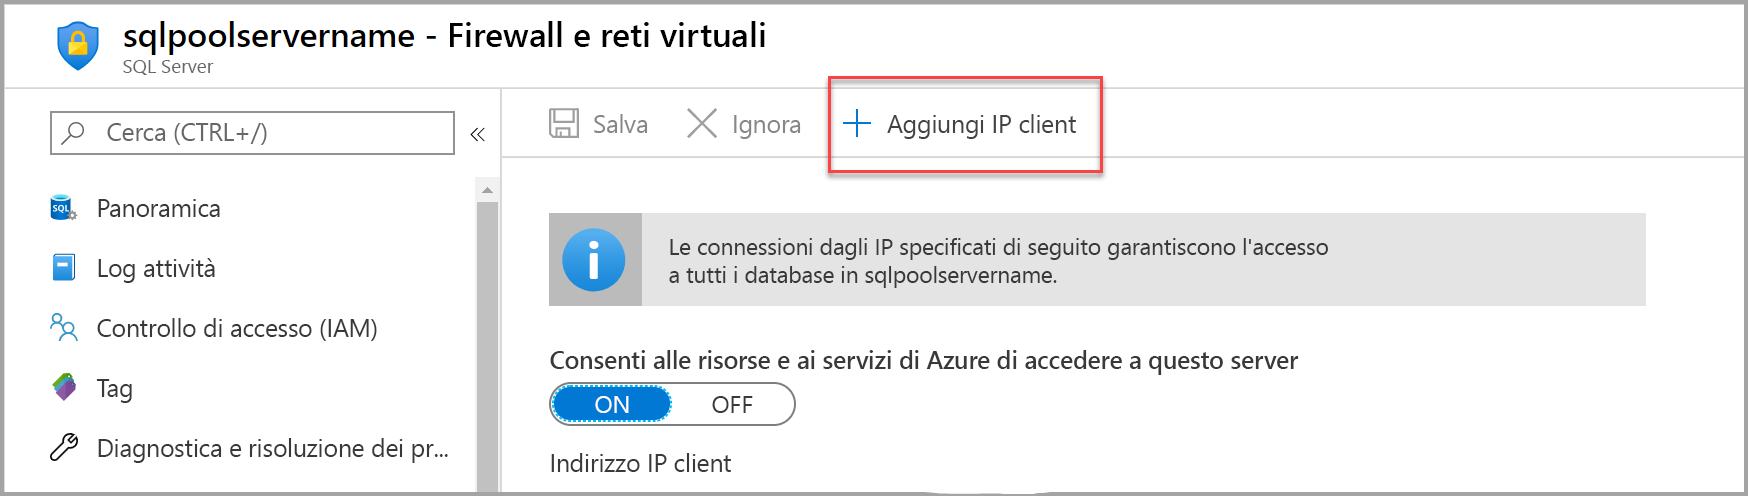 sqlpoolservername - Firewall e reti virtuali
SQL Server
Cerca (CTRL+/)
«
Salva
Ignora
Aggiungi IP client
SQL
Panoramica
Log attività
Controllo di accesso (IAM)
Tag
Diagnostica e risoluzione dei pr...
Le connessioni dagli IP specificati di seguito garantiscono l'accesso
a tutti i database in sqlpoolservername.
Consenti alle risorse e ai servizi di Azure di accedere a questo server
ON OFF
Indirizzo IP client